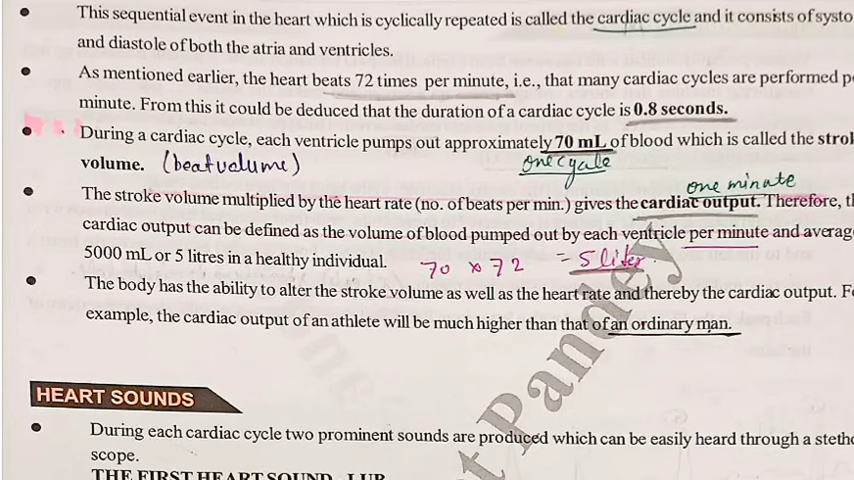 This sequential event in the heart which is cyclically repeated is called the cardiac cycle and it consists of systo
and diastole of both the atria and ventricles.
As mentioned earlier, the heart beats 72 times per minute, i.e., that many cardiac cycles are performed p
minute. From this it could be deduced that the duration of a cardiac cycle is 0.8 seconds.
During a cardiac cycle, each ventricle pumps out approximately 70 mL of blood which is called the strok
volume. (beat volume) one cycle
one minute
The stroke volume multiplied by the heart rate (no. of beats per min.) gives the cardiac output. Therefore, th
cardiac output can be defined as the volume of blood pumped out by each ventricle per minute and averag
5000 mL or 5 litres in a healthy individual. 70 × 72 = 5 liter
The body has the ability to alter the stroke volume as well as the heart rate and thereby the cardiac output. Fo
example, the cardiac output of an athlete will be much higher than that of an ordinary man.
HEART SOUNDS
During each cardiac cycle two prominent sounds are produced which can be easily heard through a stetho
scope.
THE FIRST HEART SOUND - LUB
t Pandey